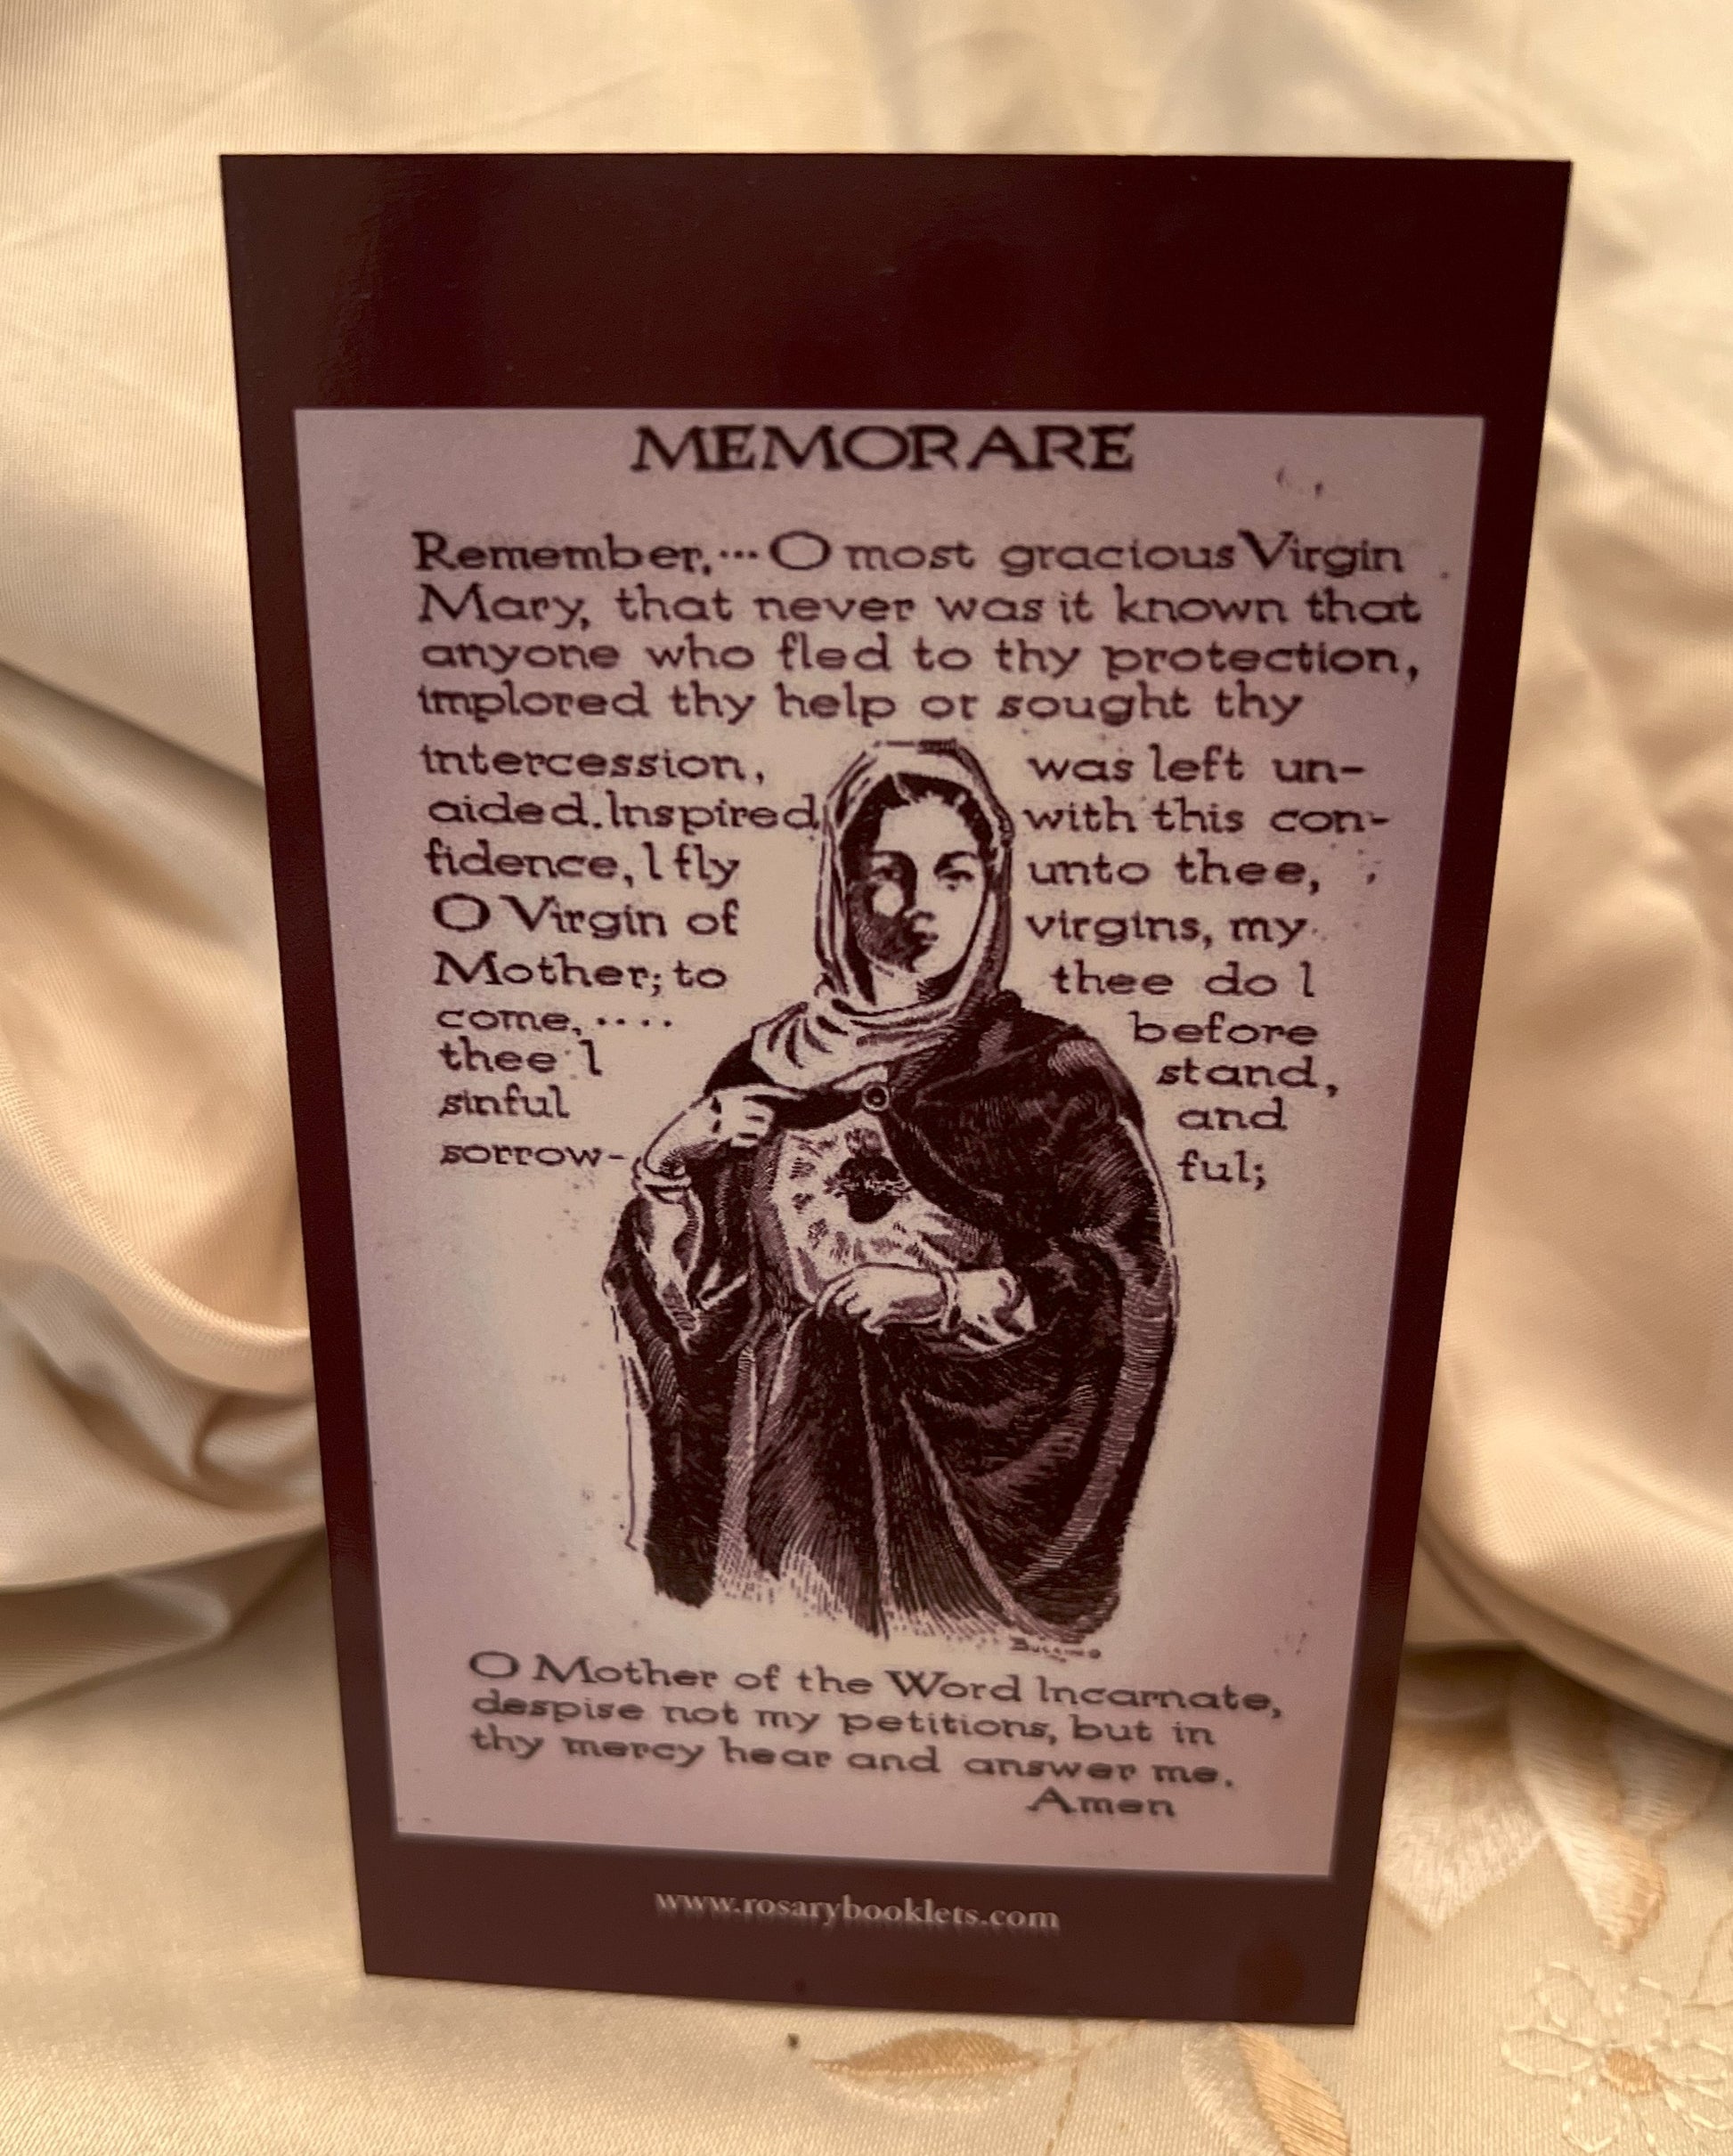 MEMORARE
Remember,... O most gracious Virgin
Mary, that never was it known that
anyone who fled to thy protection,
implored thy help or sought thy
intercession, was left un-
aided. Inspired with this con-
fidence, I fly unto thee,
O Virgin of virgins, my
Mother; to thee do I
come, .... before
thee I stand,
sinful and
sorrow- ful;
O Mother of the Word Incarnate,
despise not my petitions, but in
thy mercy hear and answer me.
Amen
www.rosarybooklets.com